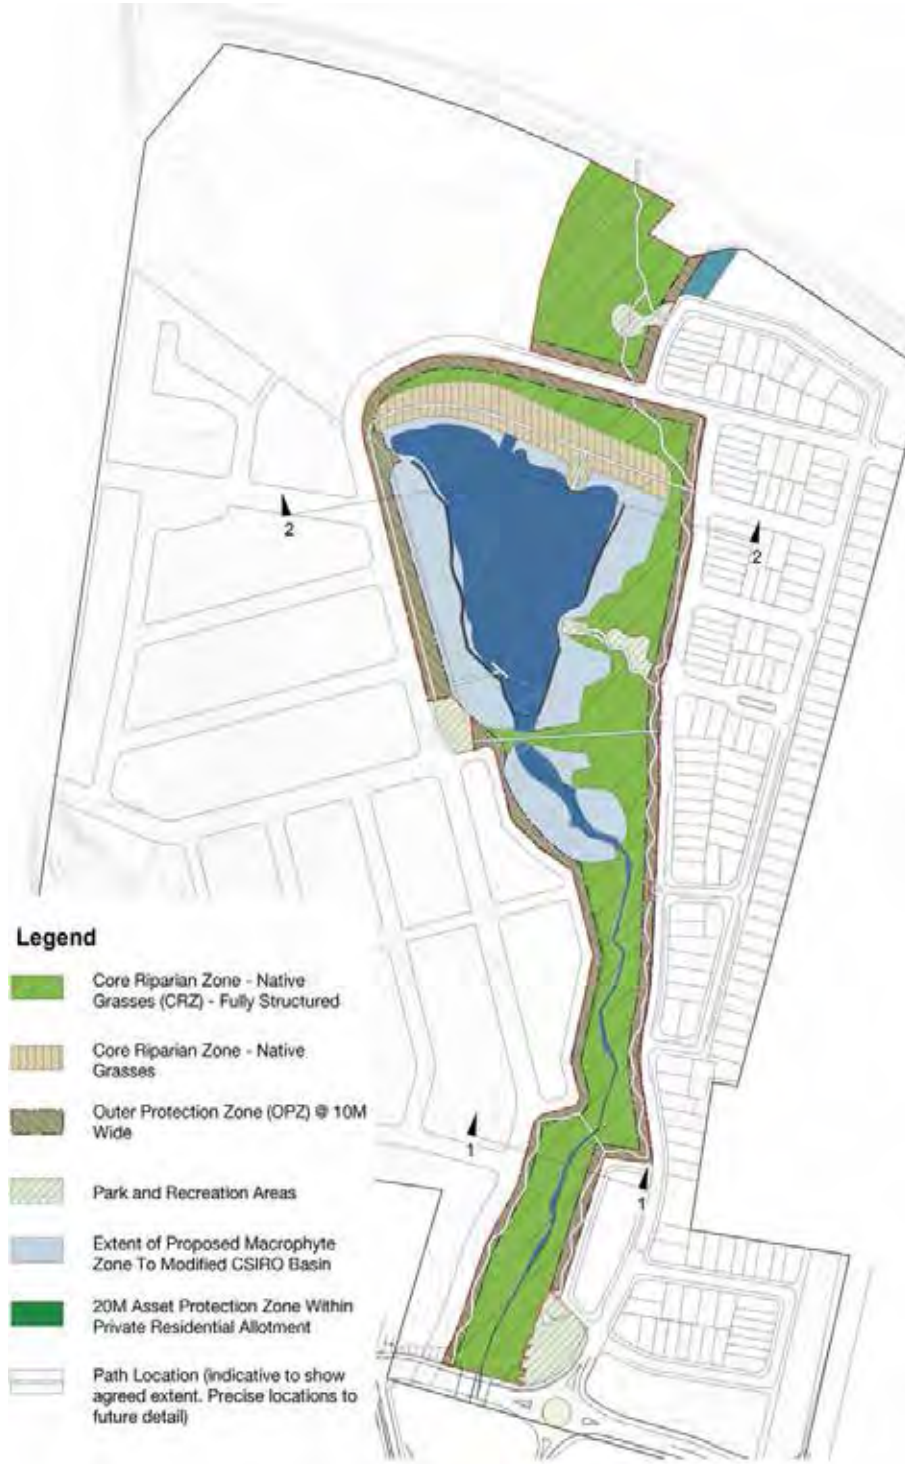 2
2
1
1
Legend
Core Riparian Zone - Native
Grasses (CRZ) - Fully Structured
Core Riparian Zone - Native
Grasses
Outer Protection Zone (OPZ) @ 10M
Wide
Park and Recreation Areas
Extent of Proposed Macrophyte
Zone To Modified CSIRO Basin
20M Asset Protection Zone Within
Private Residential Allotment
Path Location (indicative to show
agreed extent. Precise locations to
future detail)